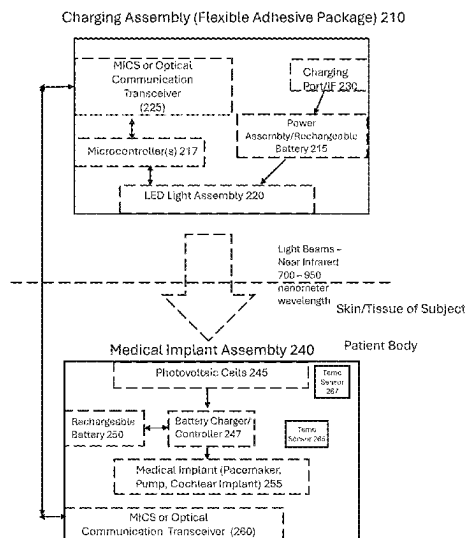 Charging Assembly (Flexible Adhesive Package) 210
MICS or Optical
Communication
Transceiver
(225)
Charging
Port/IF 230
Power
Assembly/Rechargeable
Battery 215
Microcontroller(s) 217
LED Light Assembly 220
Light Beams –
Near Infrared
700 – 950
nanometer
wavelength
Skin/Tissue of Subject
Patient Body
Medical Implant Assembly 240
Photovoltaic Cells 245
Temp
Sensor
267
Rechargeable
Battery 250
Battery Charger/
Controller 247
Temp
Sensor 265
Medical Implant (Pacemaker,
Pump, Cochlear Implant) 255
MICS or Optical
Communication Transceiver (260)